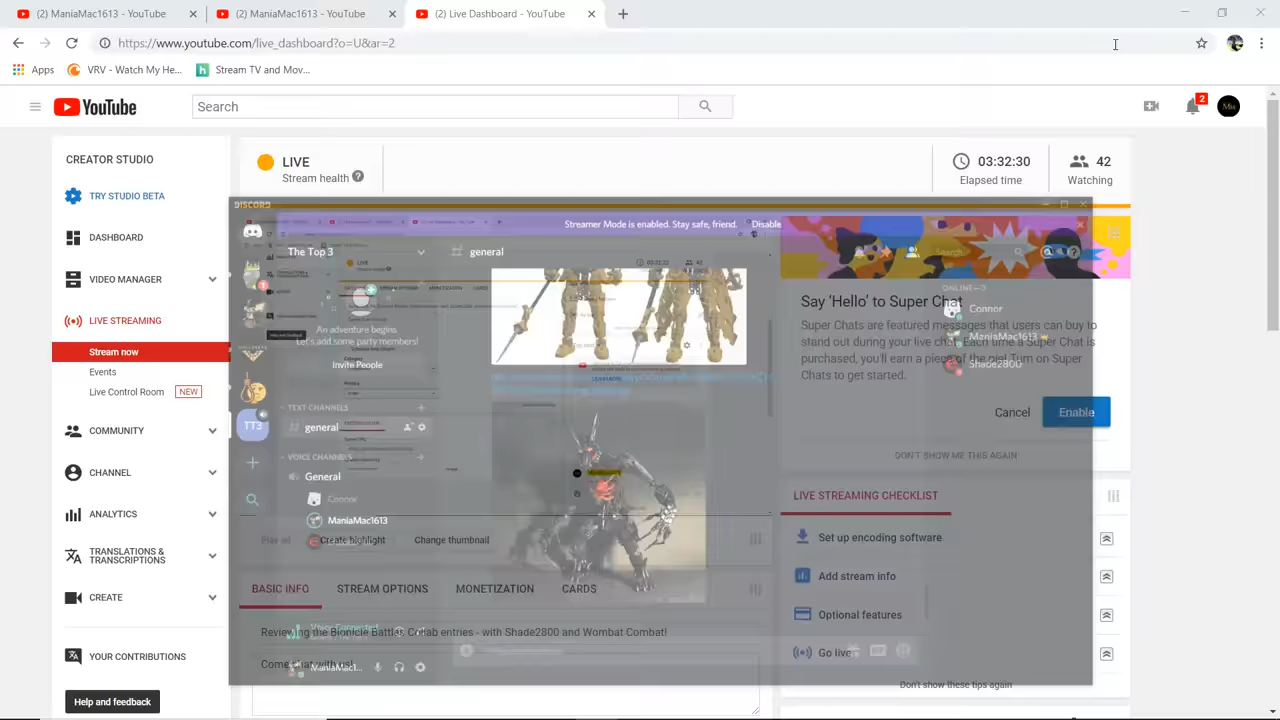 (2) ManiaMac1613 - YouTube
(2) ManiaMac1613 - YouTube
(2) Live Dashboard - YouTube
https://www.youtube.com/live_dashboard?o=U&ar=2
Apps
VRV - Watch My He...
Stream TV and Mov...
YouTube
Search
2
CREATOR STUDIO
TRY STUDIO BETA
DASHBOARD
VIDEO MANAGER
LIVE STREAMING
Stream now
Events
Live Control Room NEW
COMMUNITY
CHANNEL
ANALYTICS
TRANSLATIONS &
TRANSCRIPTIONS
CREATE
YOUR CONTRIBUTIONS
Help and feedback
LIVE
Stream health
03:32:30
Elapsed time
42
Watching
DISCORD
Streamer Mode is enabled. Stay safe, friend. Disable
The Top 3
general
An adventure begins.
Let's add some party members!
Invite People
TEXT CHANNELS
general
VOICE CHANNELS
General
Connor
ManiaMac1613
TT3
Voice Connected
ManiaMac1...
Search
ONLINE—3
Connor
ManiaMac1613
Shade2800
Say 'Hello' to Super Chat
Super Chats are featured messages that users can buy to
stand out during your live chat. Each time a Super Chat is
purchased, you'll earn a piece of the pie! Turn on Super
Chats to get started.
Cancel
Enable
DON'T SHOW ME THIS AGAIN
LIVE STREAMING CHECKLIST
Set up encoding software
Add stream info
Optional features
Go live
Don't show these tips again
Create highlight
Change thumbnail
BASIC INFO
STREAM OPTIONS
MONETIZATION
CARDS
Reviewing the Bionicle Battles Collab entries - with Shade2800 and Wombat Combat!